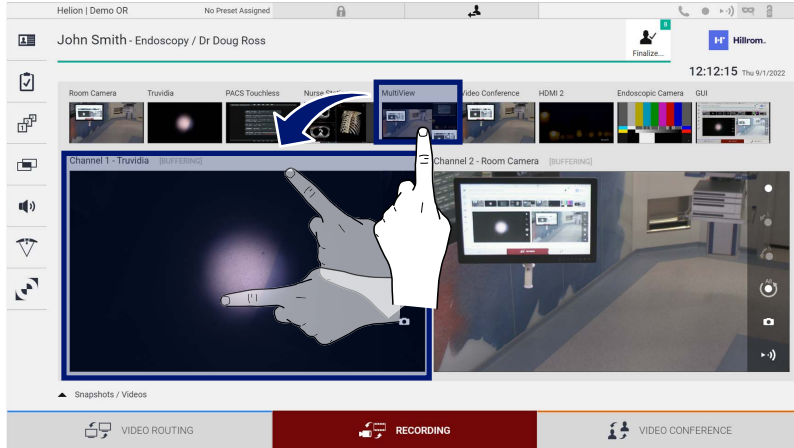 Helion | Demo OR
No Preset Assigned
John Smith - Endoscopy / Dr Doug Ross
Finalize...
Hillrom
12:12:15 Thu 9/1/2022
Room Camera
Truvidia
PACS Touchless
MultiView
Video Conference
HDMI 2
Endoscopic Camera
GUI
Channel 1 - Truvidia [BUFFERING]
Channel 2 - Room Camera [BUFFERING]
All
Snapshots / Videos
VIDEO ROUTING
RECORDING
VIDEO CONFERENCE